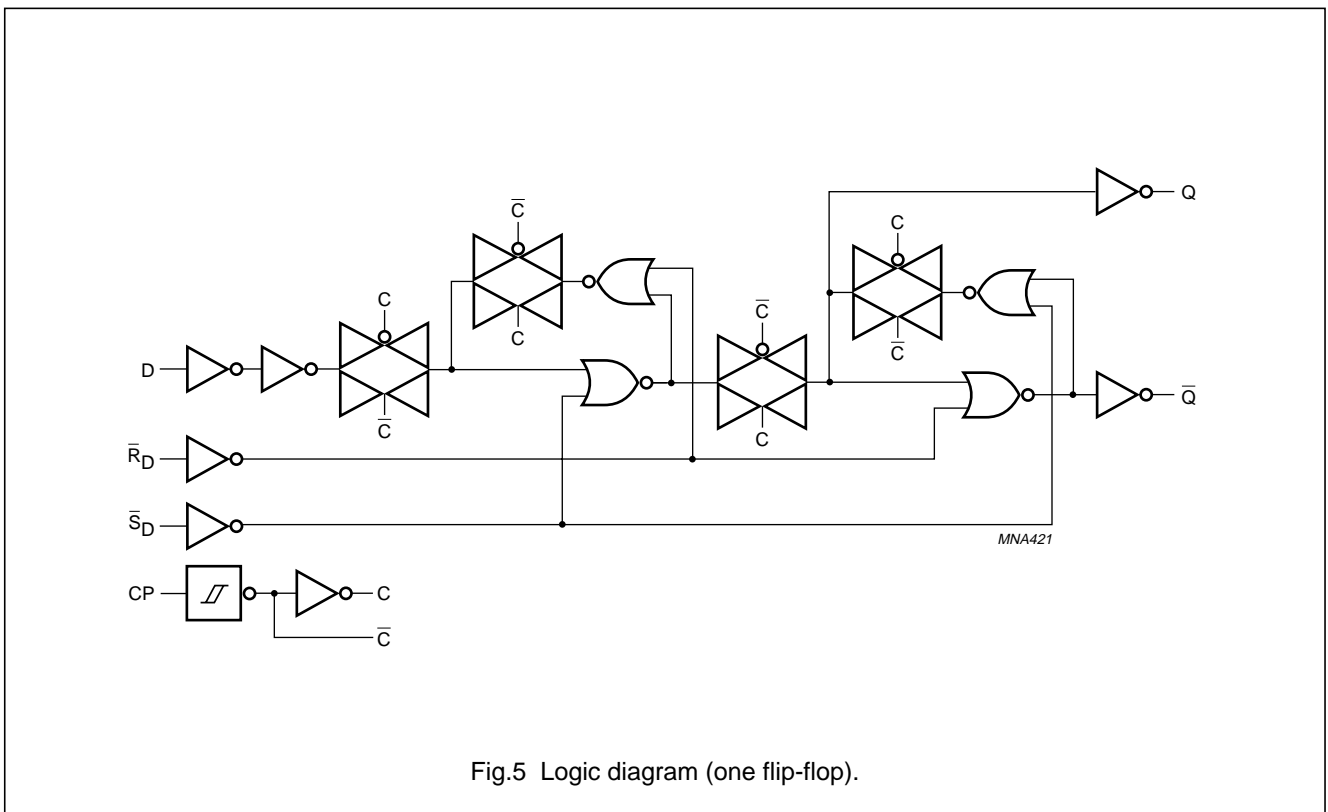 Q
C̅
C
C̅
C
C
C̅
C
C̅
D
C
Q̅
C̅
R̅D
S̅D
MNA421
CP
C
C̅
Fig.5 Logic diagram (one flip-flop).